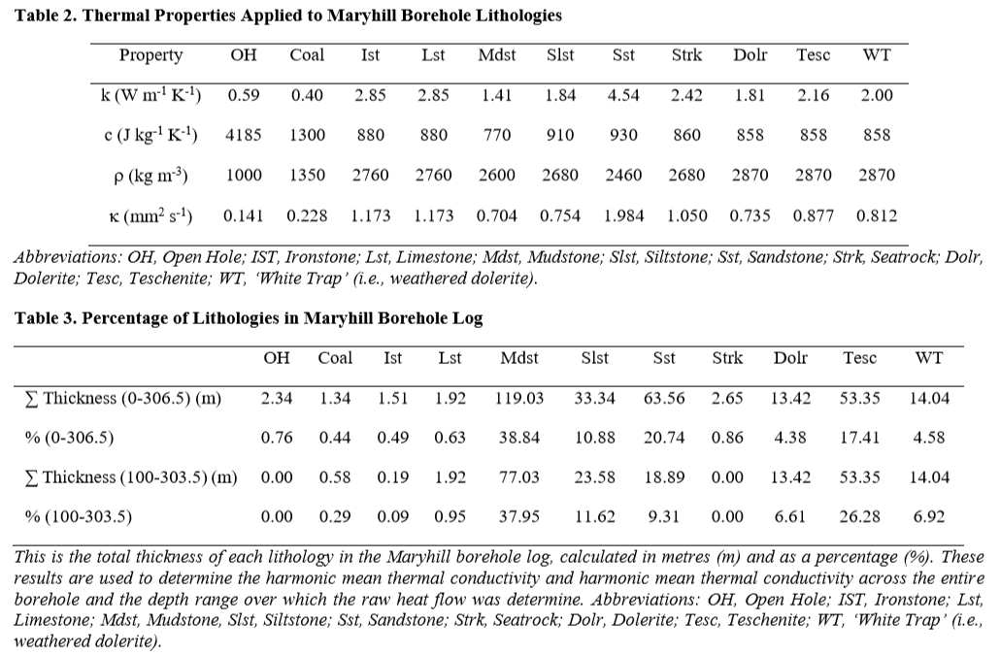 Table 2. Thermal Properties Applied to Maryhill Borehole Lithologies
Property OH Coal Ist Lst Mdst Slst Sst Strk Dolr Tesc WT
k (W m⁻¹ K⁻¹) 0.59 0.40 2.85 2.85 1.41 1.84 4.54 2.42 1.81 2.16 2.00
c (J kg⁻¹ K⁻¹) 4185 1300 880 880 770 910 930 860 858 858 858
ρ (kg m⁻³) 1000 1350 2760 2760 2600 2680 2460 2680 2870 2870 2870
κ (mm² s⁻¹) 0.141 0.228 1.173 1.173 0.704 0.754 1.984 1.050 0.735 0.877 0.812
Abbreviations: OH, Open Hole; IST, Ironstone; Lst, Limestone; Mdst, Mudstone; Slst, Siltstone; Sst, Sandstone; Strk, Seatrock; Dolr,
Dolerite; Tesc, Teschenite; WT, ‘White Trap’ (i.e., weathered dolerite).
Table 3. Percentage of Lithologies in Maryhill Borehole Log
OH Coal Ist Lst Mdst Slst Sst Strk Dolr Tesc WT
∑ Thickness (0-306.5) (m) 2.34 1.34 1.51 1.92 119.03 33.34 63.56 2.65 13.42 53.35 14.04
% (0-306.5) 0.76 0.44 0.49 0.63 38.84 10.88 20.74 0.86 4.38 17.41 4.58
∑ Thickness (100-303.5) (m) 0.00 0.58 0.19 1.92 77.03 23.58 18.89 0.00 13.42 53.35 14.04
% (100-303.5) 0.00 0.29 0.09 0.95 37.95 11.62 9.31 0.00 6.61 26.28 6.92
This is the total thickness of each lithology in the Maryhill borehole log, calculated in metres (m) and as a percentage (%). These
results are used to determine the harmonic mean thermal conductivity and harmonic mean thermal conductivity across the entire
borehole and the depth range over which the raw heat flow was determine. Abbreviations: OH, Open Hole; IST, Ironstone; Lst,
Limestone; Mdst, Mudstone, Slst, Siltstone; Sst, Sandstone; Strk, Seatrock; Dolr, Dolerite; Tesc, Teschenite; WT, ‘White Trap’ (i.e.,
weathered dolerite).